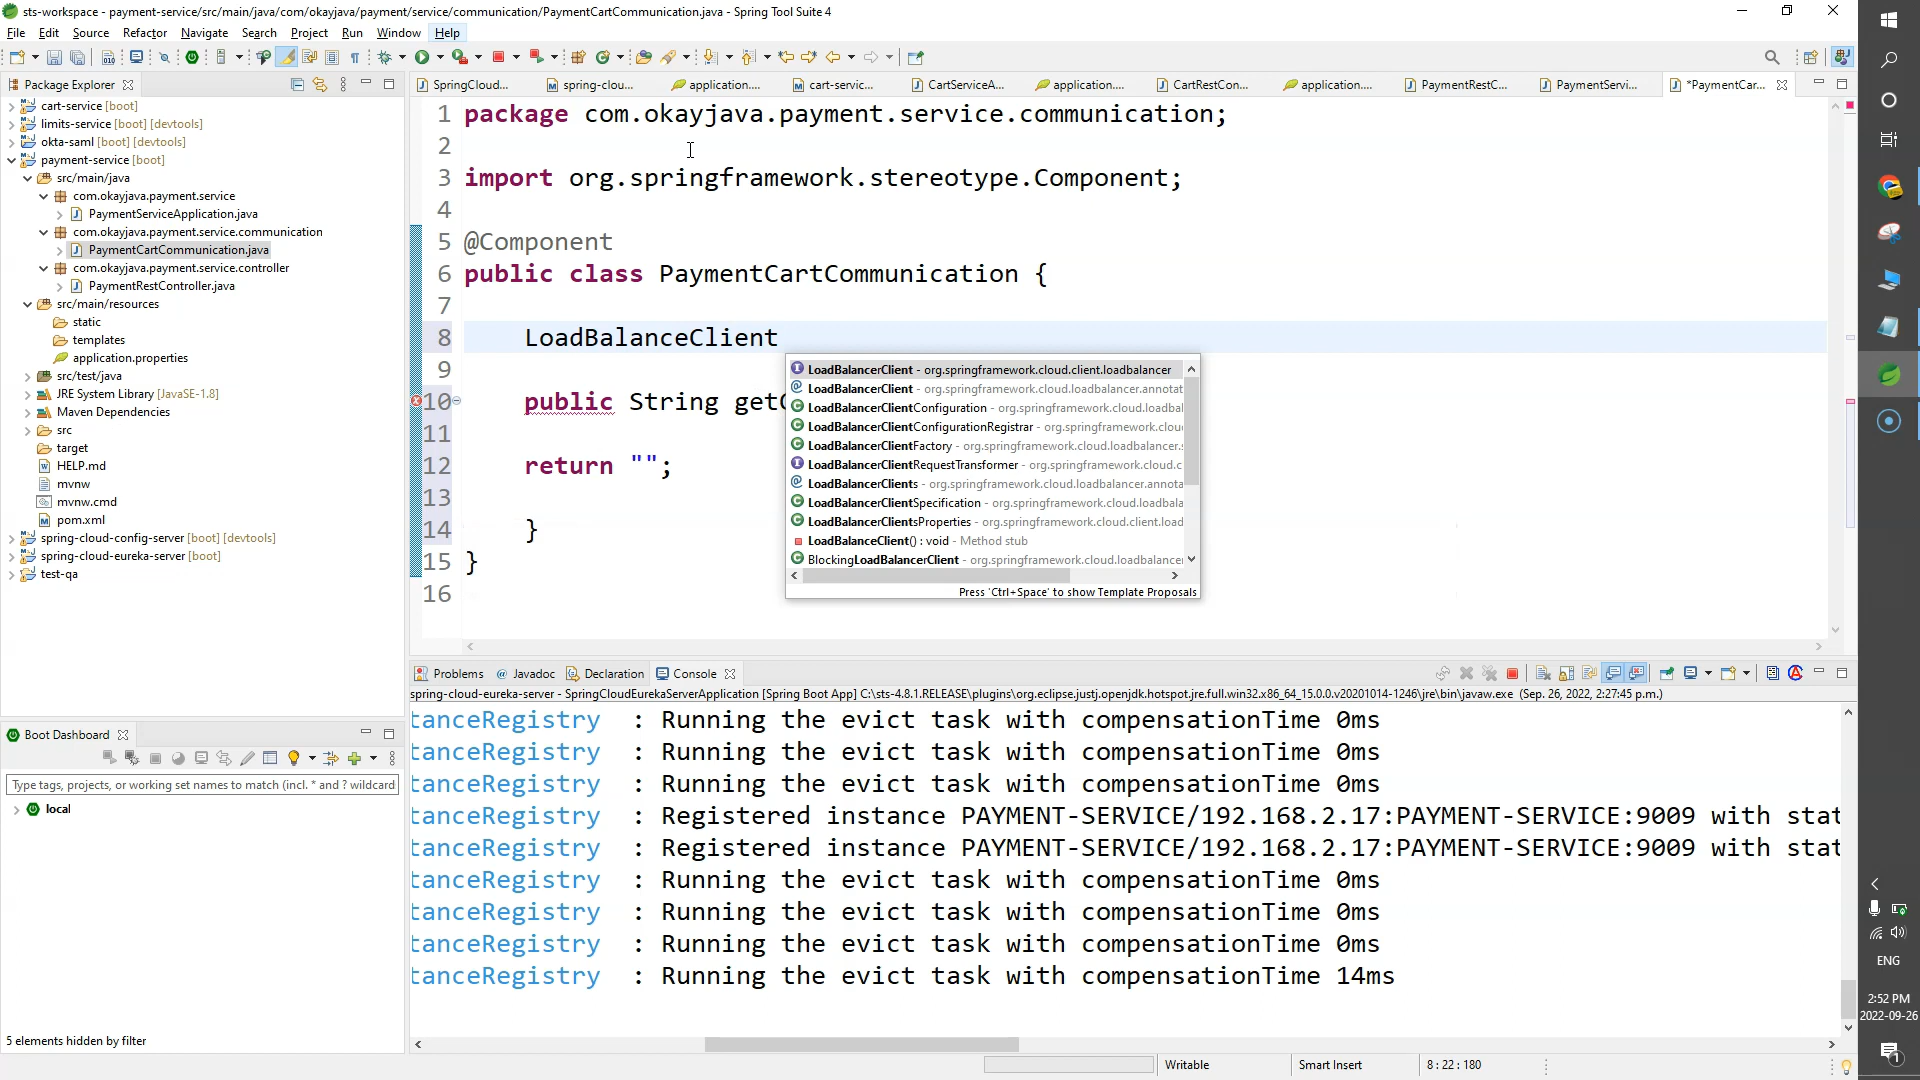 sts-workspace - payment-service/src/main/java/com/okayjava/payment/service/communication/PaymentCartCommunication.java - Spring Tool Suite 4
File Edit Source Refactor Navigate Search Project Run Window Help
Package Explorer
SpringCloud...
spring-clou...
application....
cart-servic...
CartServiceA...
application....
CartRestCon...
application....
PaymentRestC...
PaymentServi...
*PaymentCar...
cart-service [boot]
limits-service [boot] [devtools]
okta-saml [boot] [devtools]
payment-service [boot]
src/main/java
com.okayjava.payment.service
PaymentServiceApplication.java
com.okayjava.payment.service.communication
PaymentCartCommunication.java
com.okayjava.payment.service.controller
PaymentRestController.java
src/main/resources
static
templates
application.properties
src/test/java
JRE System Library [JavaSE-1.8]
Maven Dependencies
src
target
HELP.md
mvnw
mvnw.cmd
pom.xml
spring-cloud-config-server [boot] [devtools]
spring-cloud-eureka-server [boot]
test-qa
1 package com.okayjava.payment.service.communication;
2
3 import org.springframework.stereotype.Component;
4
5 @Component
6 public class PaymentCartCommunication {
7
8 LoadBalanceClient
9
10 public String get
11
12 return "";
13
14 }
15 }
16
LoadBalancerClient - org.springframework.cloud.client.loadbalancer
LoadBalancerClient - org.springframework.cloud.loadbalancer.annotat
LoadBalancerClientConfiguration - org.springframework.cloud.loadbal
LoadBalancerClientConfigurationRegistrar - org.springframework.clou
LoadBalancerClientFactory - org.springframework.cloud.loadbalancer.s
LoadBalancerClientRequestTransformer - org.springframework.cloud.c
LoadBalancerClients - org.springframework.cloud.loadbalancer.annota
LoadBalancerClientSpecification - org.springframework.cloud.loadbala
LoadBalancerClientsProperties - org.springframework.cloud.client.load
LoadBalanceClient() : void - Method stub
BlockingLoadBalancerClient - org.springframework.cloud.loadbalancer
Press 'Ctrl+Space' to show Template Proposals
Problems @ Javadoc Declaration Console
spring-cloud-eureka-server - SpringCloudEurekaServerApplication [Spring Boot App] C:\sts-4.8.1.RELEASE\plugins\org.eclipse.justj.openjdk.hotspot.jre.full.win32.x86_64_15.0.0.v20201014-1246\jre\bin\javaw.exe (Sep. 26, 2022, 2:27:45 p.m.)
tanceRegistry : Running the evict task with compensationTime 0ms
tanceRegistry : Running the evict task with compensationTime 0ms
tanceRegistry : Running the evict task with compensationTime 0ms
tanceRegistry : Registered instance PAYMENT-SERVICE/192.168.2.17:PAYMENT-SERVICE:9009 with stat
tanceRegistry : Registered instance PAYMENT-SERVICE/192.168.2.17:PAYMENT-SERVICE:9009 with stat
tanceRegistry : Running the evict task with compensationTime 0ms
tanceRegistry : Running the evict task with compensationTime 0ms
tanceRegistry : Running the evict task with compensationTime 0ms
tanceRegistry : Running the evict task with compensationTime 14ms
Boot Dashboard
Type tags, projects, or working set names to match (incl. * and ? wildcard
local
5 elements hidden by filter
Writable
Smart Insert
8 : 22 : 180
ENG
2:52 PM
2022-09-26
1